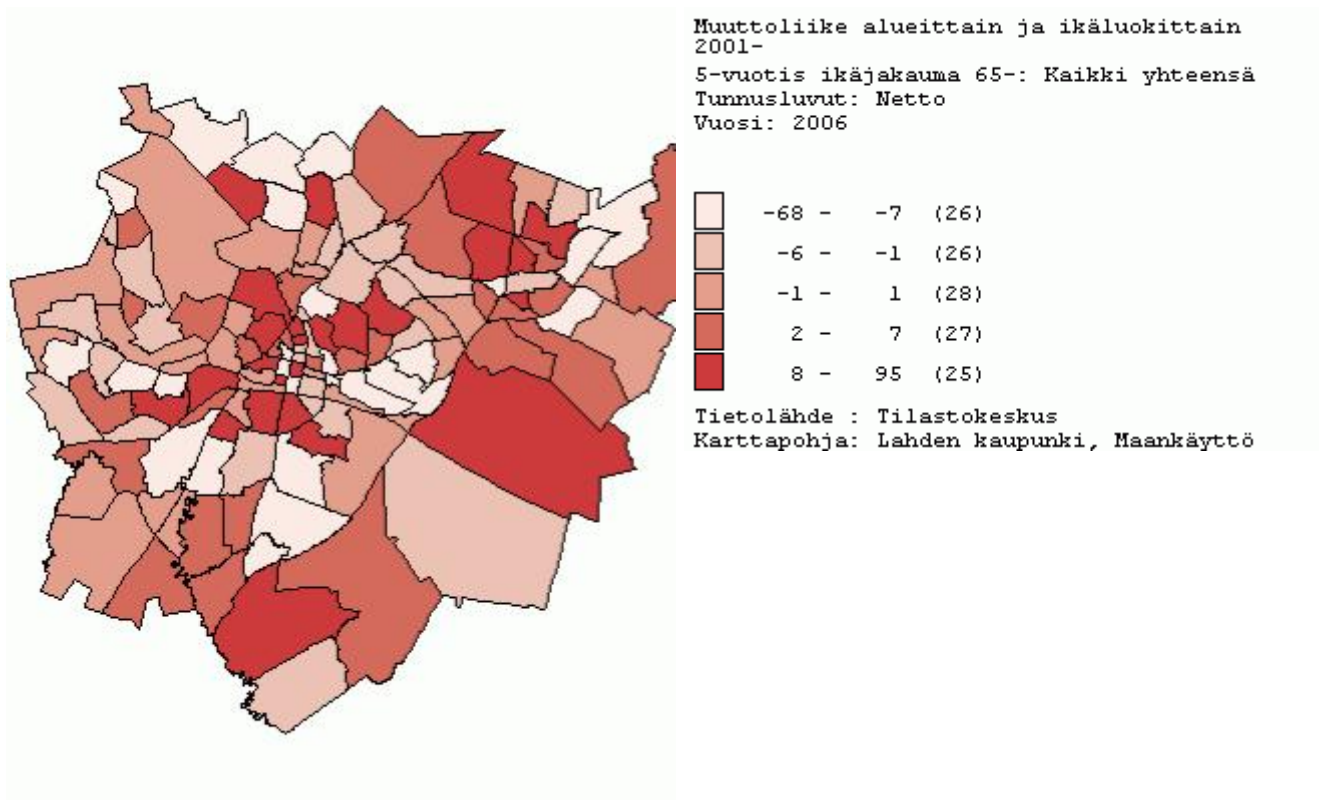 Muuttoliike alueittain ja ikäluokittain
2001-
5-vuotis ikäjakauma 65-: Kaikki yhteensä
Tunnusluvut: Netto
Vuosi: 2006
-68 - -7 (26)
-6 - -1 (26)
-1 - 1 (28)
2 - 7 (27)
8 - 95 (25)
Tietolähde : Tilastokeskus
Karttapohja: Lahden kaupunki, Maankäyttö